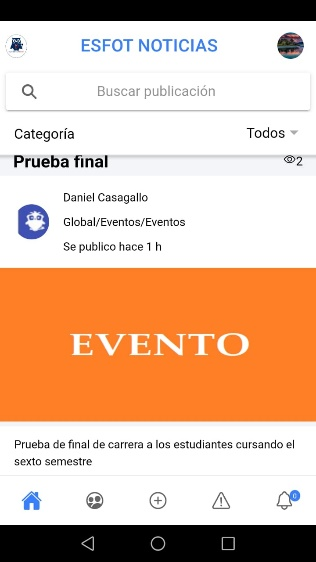 ESFOT NOTICIAS
Buscar publicación
Categoría
Todos
Prueba final
2
Daniel Casagallo
Global/Eventos/Eventos
Se publico hace 1 h
EVENTO
Prueba de final de carrera a los estudiantes cursando el
sexto semestre
0